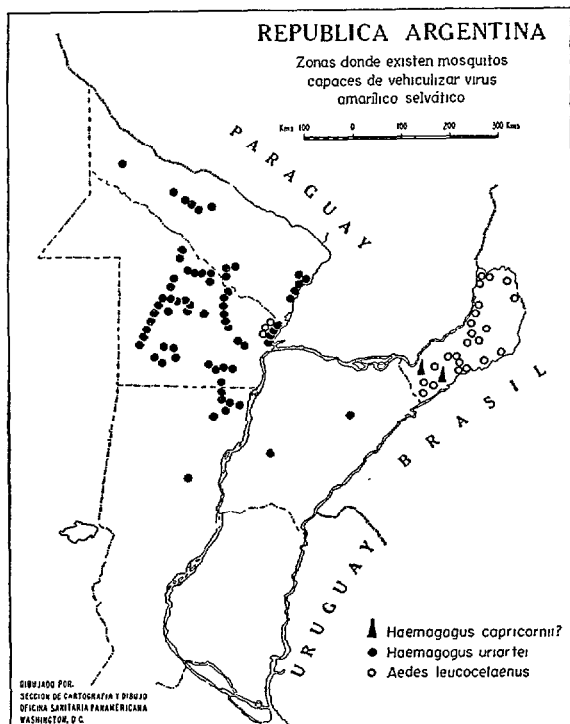 REPUBLICA ARGENTINA
Zonas donde existen mosquitos
capaces de vehiculizar virus
amarílico selvático
Kms 100 0 100 200 300 Kms
PARAGUAY
BRASIL
URUGUAY
Haemagogus capricornii?
Haemagogus uriartei
Aedes leucocelaenus
DIBUJADO POR.
SECCION DE CARTOGRAFIA Y DIBUJO
OFICINA SANITARIA PANAMERICANA
WASHINGTON, D.C.